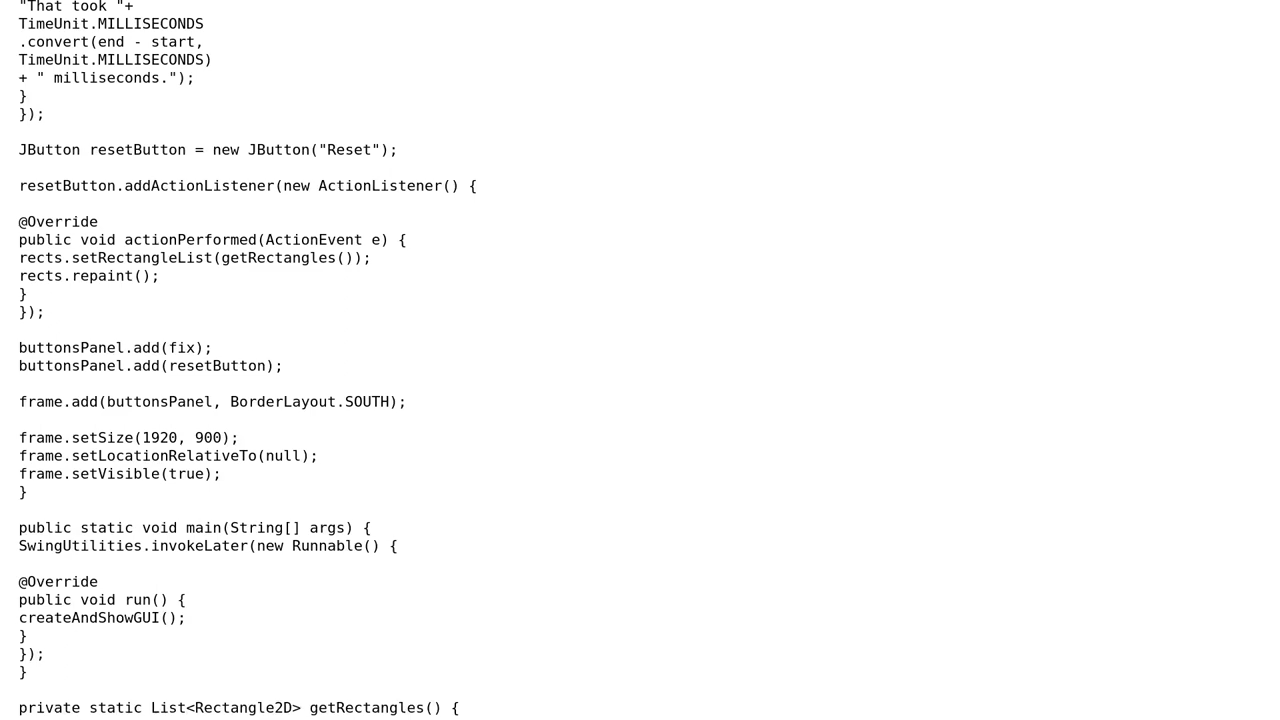 "That took "+
TimeUnit.MILLISECONDS
.convert(end - start,
TimeUnit.MILLISECONDS)
+ " milliseconds.");
}
});

JButton resetButton = new JButton("Reset");

resetButton.addActionListener(new ActionListener() {

@Override
public void actionPerformed(ActionEvent e) {
rects.setRectangleList(getRectangles());
rects.repaint();
}
});

buttonsPanel.add(fix);
buttonsPanel.add(resetButton);

frame.add(buttonsPanel, BorderLayout.SOUTH);

frame.setSize(1920, 900);
frame.setLocationRelativeTo(null);
frame.setVisible(true);
}

public static void main(String[] args) {
SwingUtilities.invokeLater(new Runnable() {

@Override
public void run() {
createAndShowGUI();
}
});
}

private static List<Rectangle2D> getRectangles() {